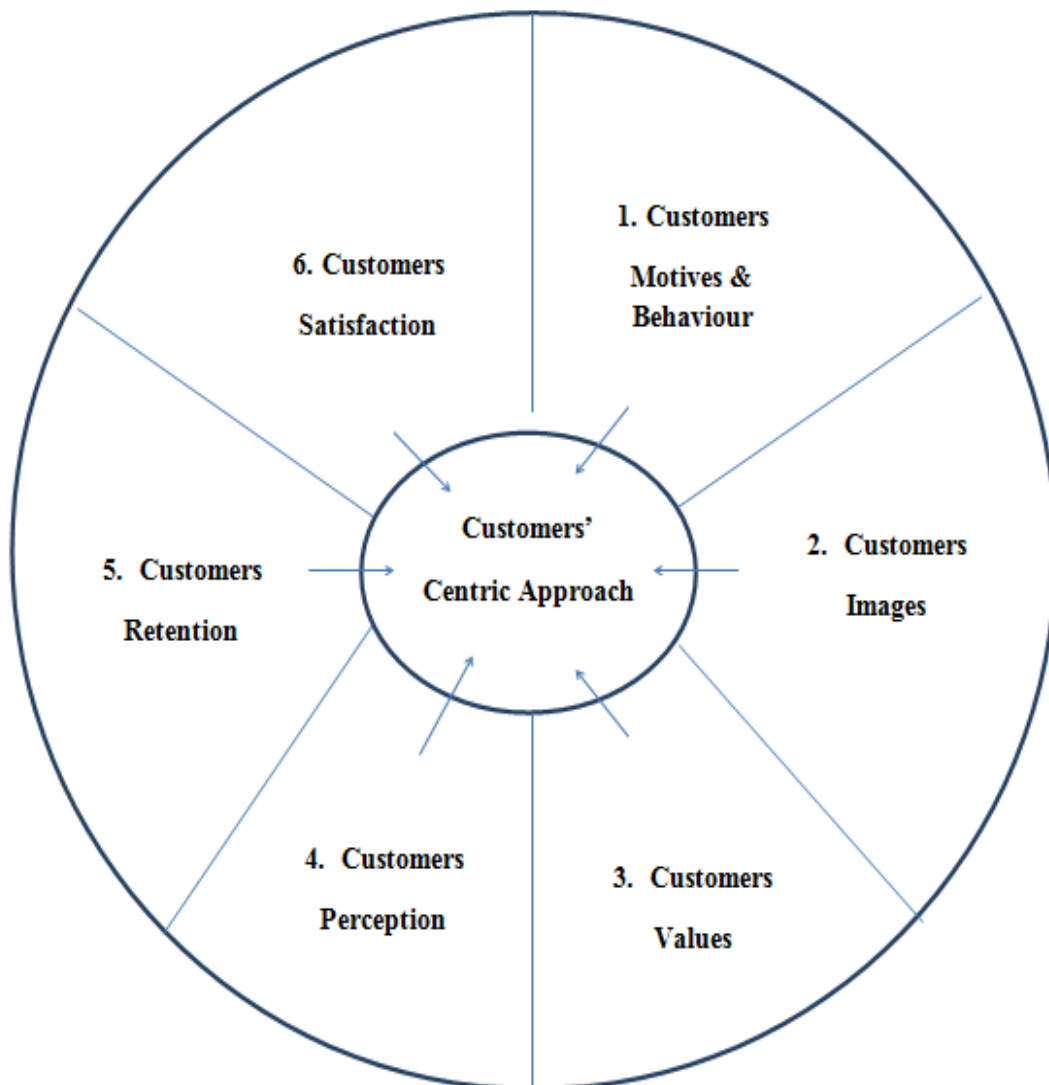 1. Customers
Motives &
Behaviour
2. Customers
Images
3. Customers
Values
4. Customers
Perception
5. Customers
Retention
6. Customers
Satisfaction
Customers’
Centric Approach